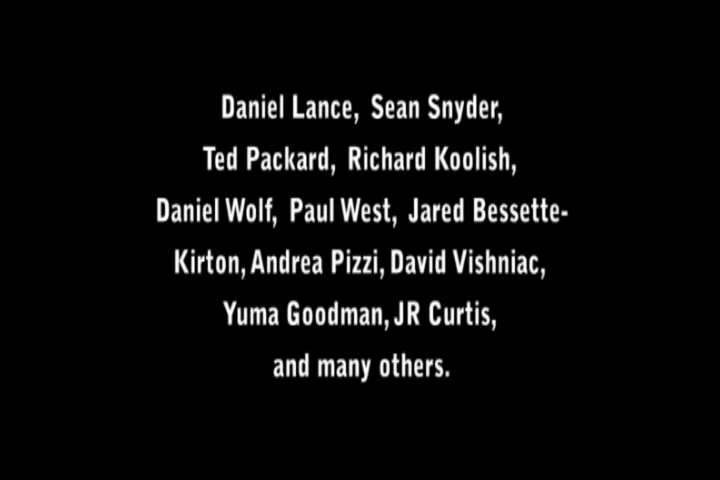 Daniel Lance, Sean Snyder,
Ted Packard, Richard Koolish,
Daniel Wolf, Paul West, Jared Bessette-
Kirton, Andrea Pizzi, David Vishniac,
Yuma Goodman, JR Curtis,
and many others.